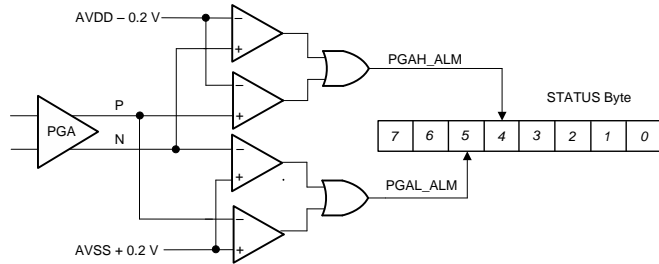 AVDD – 0.2 V
–
+
PGAH_ALM
–
+
STATUS Byte
P
PGA
N
7 6 5 4 3 2 1 0
–
+
PGAL_ALM
–
+
AVSS + 0.2 V